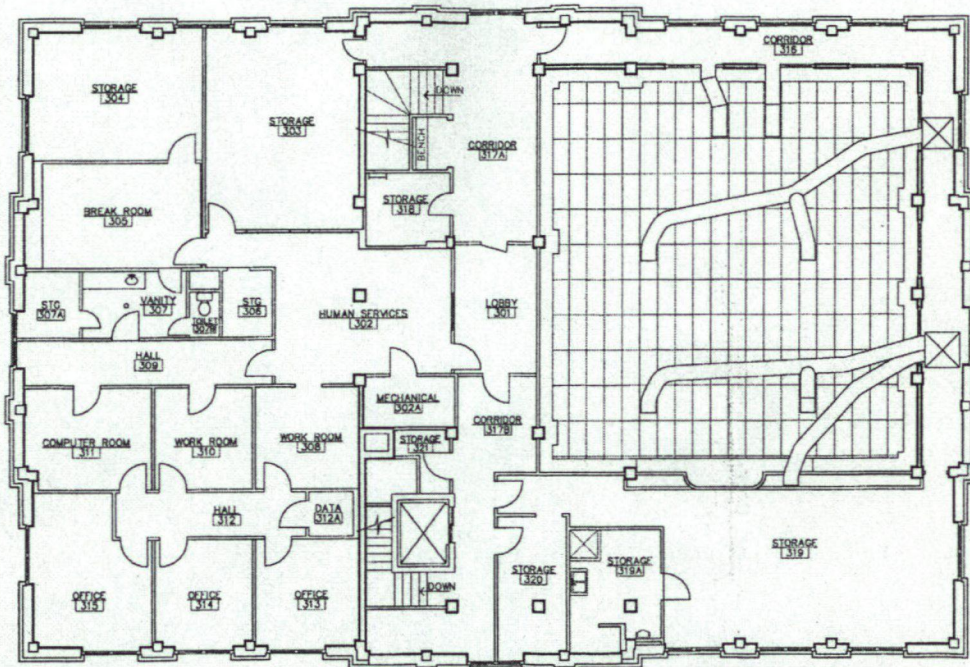 CORRIDOR
316
STORAGE
304
STORAGE
303
DOWN
BENCH
CORRIDOR
317A
STORAGE
318
BREAK ROOM
305
STG
307A
VANITY
307
TOILET
307W
STG
306
HUMAN SERVICES
302
LOBBY
301
HALL
309
MECHANICAL
302A
CORRIDOR
317B
COMPUTER ROOM
311
WORK ROOM
310
WORK ROOM
308
STORAGE
321
HALL
312
DATA
312A
STORAGE
319
STORAGE
320
STORAGE
319A
DOWN
OFFICE
315
OFFICE
314
OFFICE
313